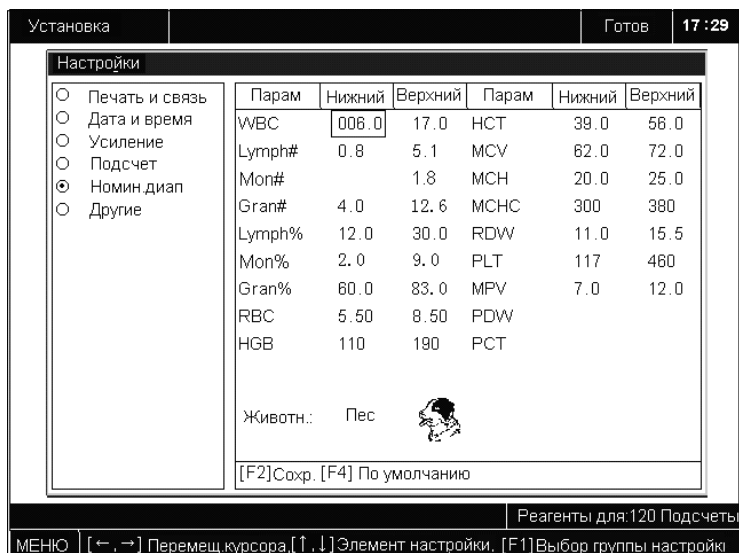 Установка Готов 17:29
Настройки
Печать и связь
Дата и время
Усиление
Подсчет
Номин.диап
Другие
Парам Нижний Верхний Парам Нижний Верхний
WBC 006.0 17.0 HCT 39.0 56.0
Lymph# 0.8 5.1 MCV 62.0 72.0
Mon# 1.8 MCH 20.0 25.0
Gran# 4.0 12.6 MCHC 300 380
Lymph% 12.0 30.0 RDW 11.0 15.5
Mon% 2.0 9.0 PLT 117 460
Gran% 60.0 83.0 MPV 7.0 12.0
RBC 5.50 8.50 PDW
HGB 110 190 PCT
Животн.: Пес
[F2]Сохр. [F4] По умолчанию
Реагенты для:120 Подсчеты
МЕНЮ [←,→] Перемещ.курсора,[↑,↓]Элемент настройки, [F1]Выбор группы настройкі